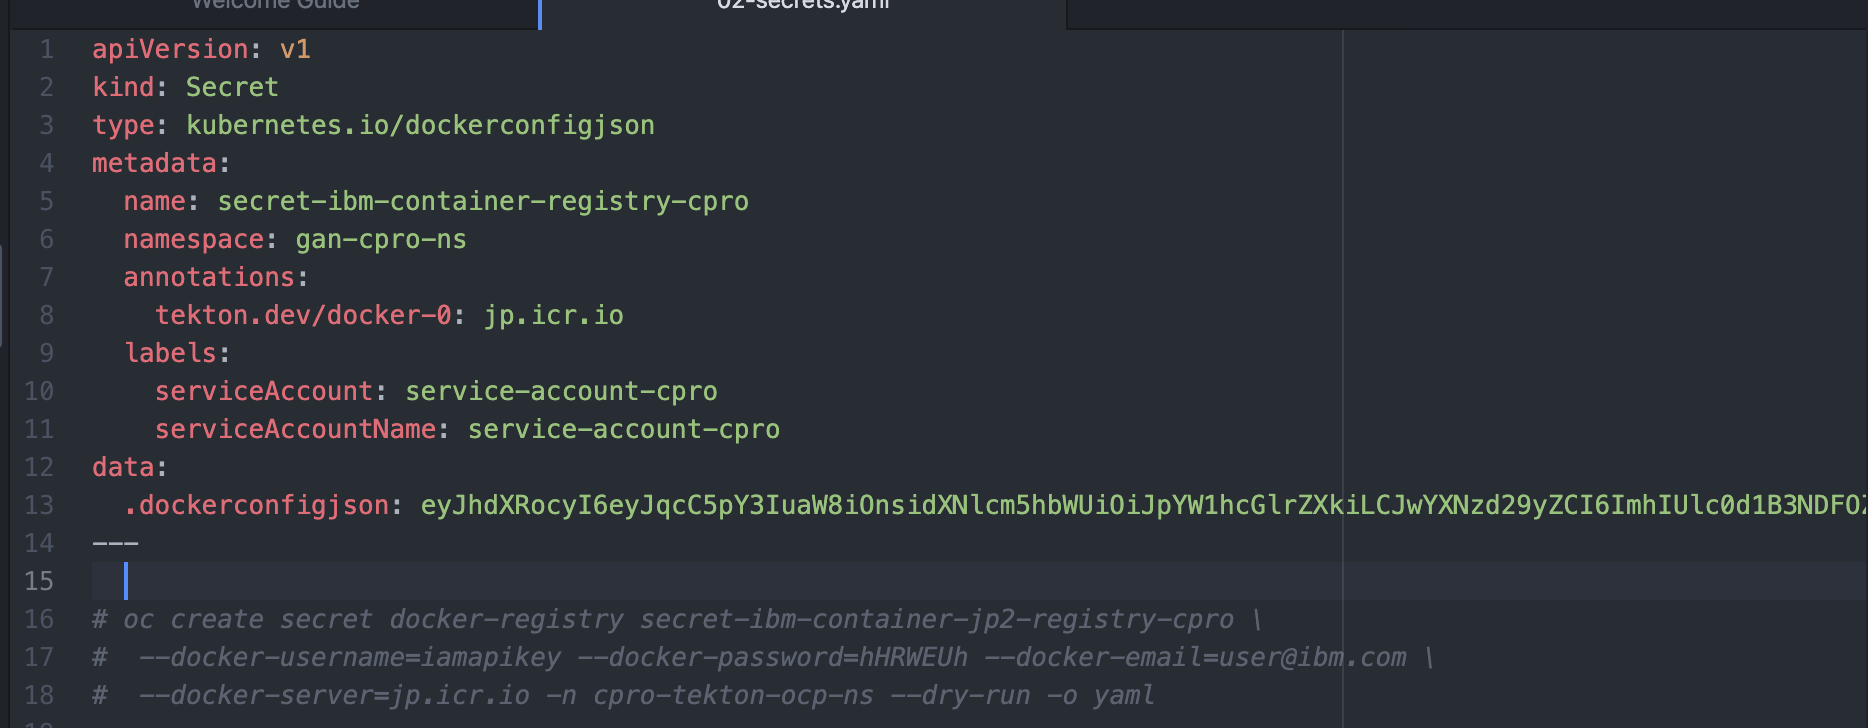 Welcome Guide
02-secrets.yaml
1 apiVersion: v1
2 kind: Secret
3 type: kubernetes.io/dockerconfigjson
4 metadata:
5   name: secret-ibm-container-registry-cpro
6   namespace: gan-cpro-ns
7   annotations:
8     tekton.dev/docker-0: jp.icr.io
9   labels:
10     serviceAccount: service-account-cpro
11     serviceAccountName: service-account-cpro
12 data:
13   .dockerconfigjson: eyJhdXRocyI6eyJqcC5pY3IuaW8iOnsidXNlcm5hbWUiOiJpYW1hcGlrZXkiLCJwYXNzd29yZCI6ImhIUlc0d1B3NDFOZ
14 ---
15
16 # oc create secret docker-registry secret-ibm-container-jp2-registry-cpro \
17 #  --docker-username=iamapikey --docker-password=hHRWEUh --docker-email=user@ibm.com \
18 #  --docker-server=jp.icr.io -n cpro-tekton-ocp-ns --dry-run -o yaml